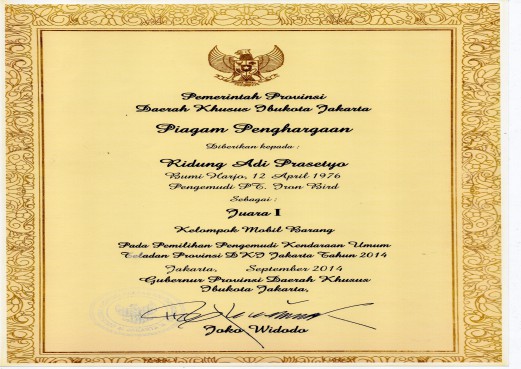 Pemerintah Provinsi
Daerah Khusus Ibukota Jakarta
Piagam Penghargaan
Diberikan kepada :
Ridung Adi Prasetyo
Bumi Harjo, 12 April 1976
Pengemudi PT. Iron Bird
Sebagai :
Juara I
Kelompok Mobil Barang
Pada Pemilihan Pengemudi Kendaraan Umum
Teladan Provinsi DKI Jakarta Tahun 2014
Jakarta, September 2014
Gubernur Provinsi Daerah Khusus
Ibukota Jakarta,
Joko Widodo